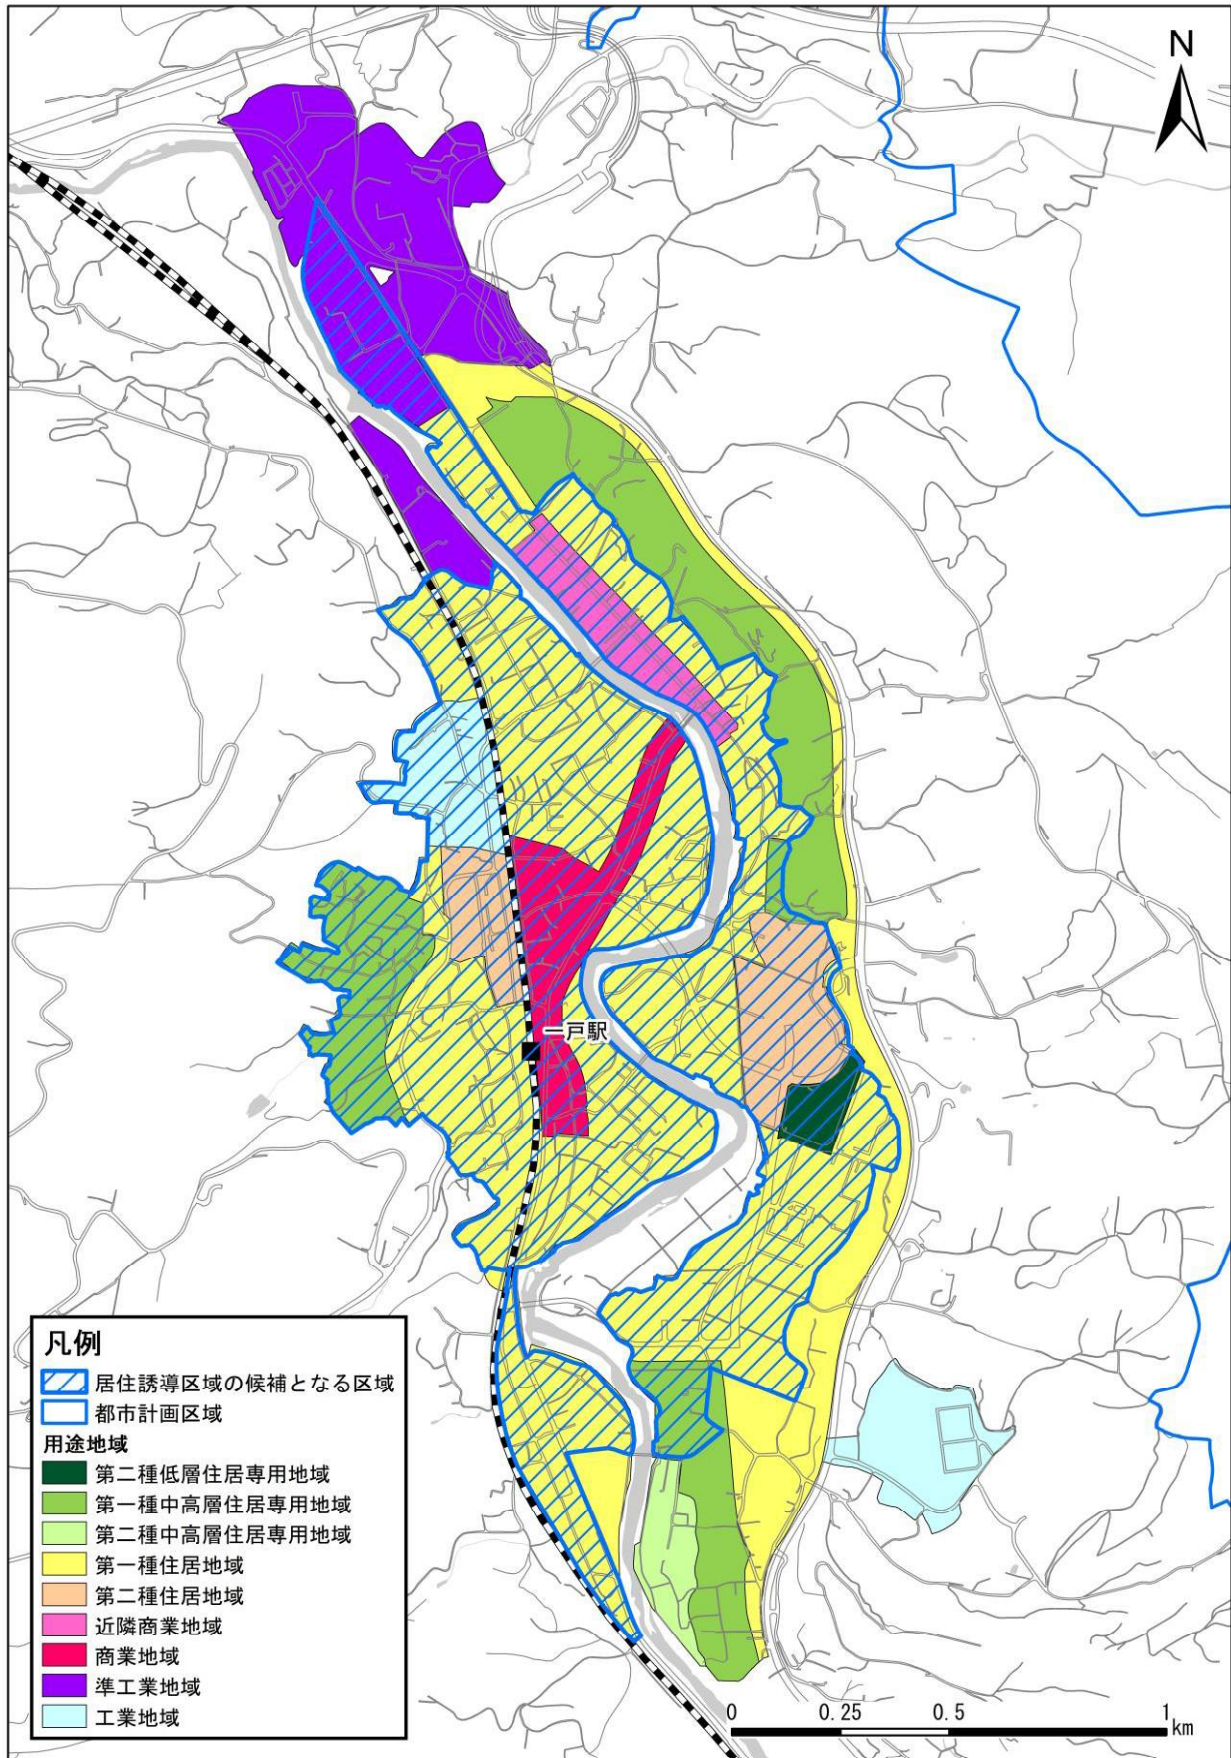 N
一戸駅
凡例
居住誘導区域の候補となる区域
都市計画区域
用途地域
第二種低層住居専用地域
第一種中高層住居専用地域
第二種中高層住居専用地域
第一種住居地域
第二種住居地域
近隣商業地域
商業地域
準工業地域
工業地域
0 0.25 0.5 1
km